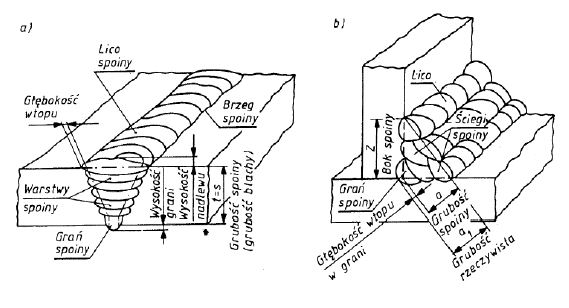 a)
Lico
spoiny
Głębokość
wtopu
Brzeg
spoiny
Warstwy
spoiny
Grań
spoiny
Wysokość
grani
wysokość
nadlewu
t=s
Grubość spoiny
(grubość blachy)
b)
Lico
Ściegi
spoiny
Bok spoiny
Z
Grań
spoiny
Głębokość wtopu
w grani
a
Grubość
spoiny
a₁
Grubość
rzeczywista